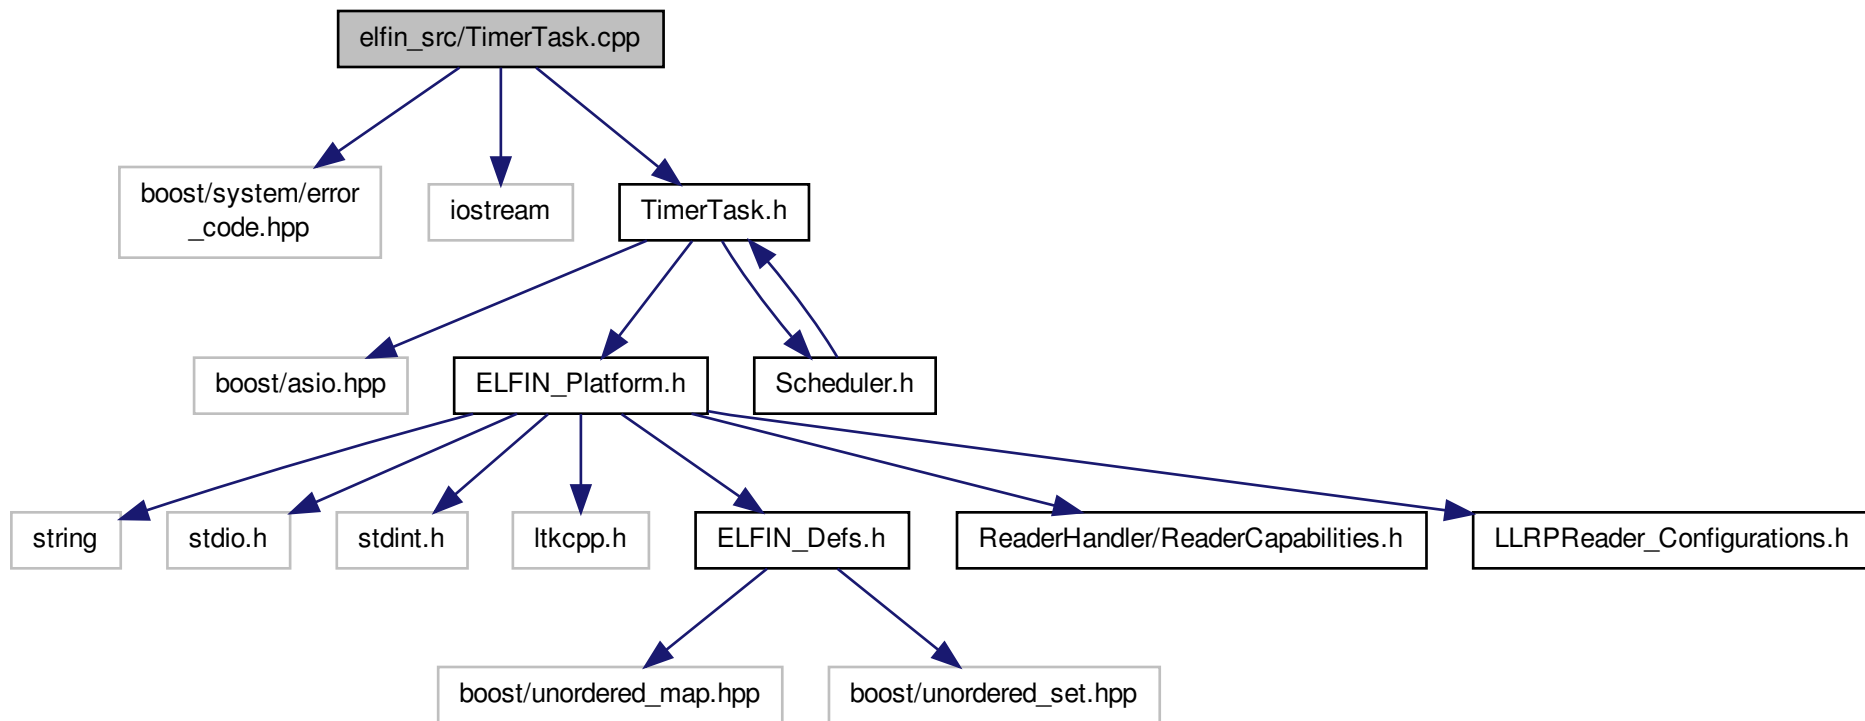 elfin_src/TimerTask.cpp
boost/system/error
_code.hpp
iostream
TimerTask.h
boost/asio.hpp
ELFIN_Platform.h
Scheduler.h
string
stdio.h
stdint.h
ltkcpp.h
ELFIN_Defs.h
ReaderHandler/ReaderCapabilities.h
LLRPReader_Configurations.h
boost/unordered_map.hpp
boost/unordered_set.hpp